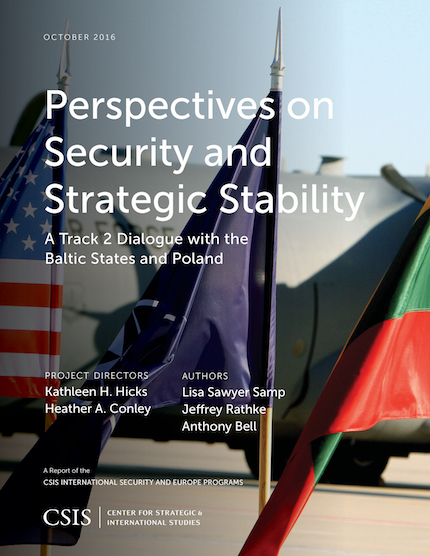 OCTOBER 2016
Perspectives on
Security and
Strategic Stability
A Track 2 Dialogue with the
Baltic States and Poland
PROJECT DIRECTORS
Kathleen H. Hicks
Heather A. Conley
AUTHORS
Lisa Sawyer Samp
Jeffrey Rathke
Anthony Bell
A Report of the
CSIS INTERNATIONAL SECURITY AND EUROPE PROGRAMS
CSIS
CENTER FOR STRATEGIC &
INTERNATIONAL STUDIES